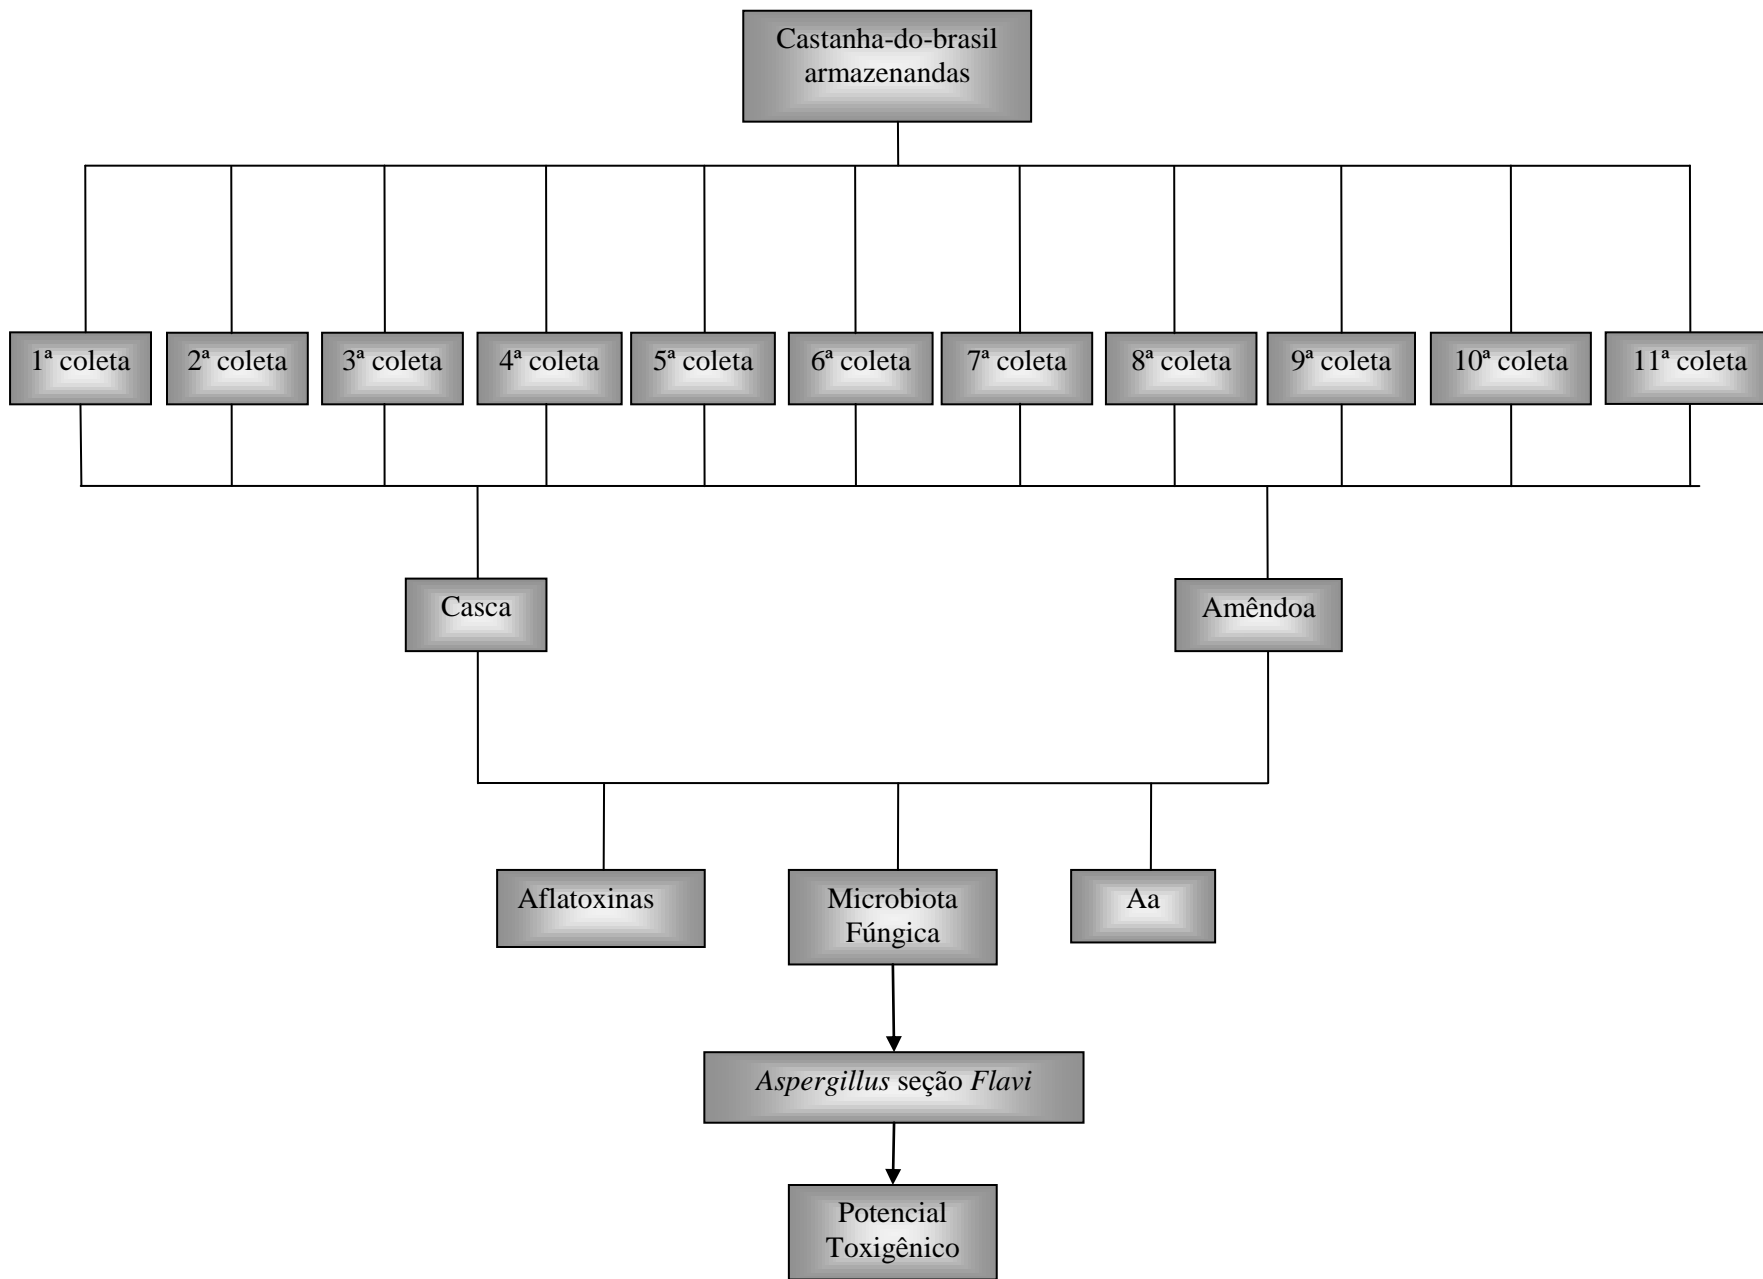 Castanha-do-brasil
armazenandas
1ª coleta
2ª coleta
3ª coleta
4ª coleta
5ª coleta
6ª coleta
7ª coleta
8ª coleta
9ª coleta
10ª coleta
11ª coleta
Casca
Amêndoa
Aflatoxinas
Microbiota
Fúngica
Aa
Aspergillus seção Flavi
Potencial
Toxigênico